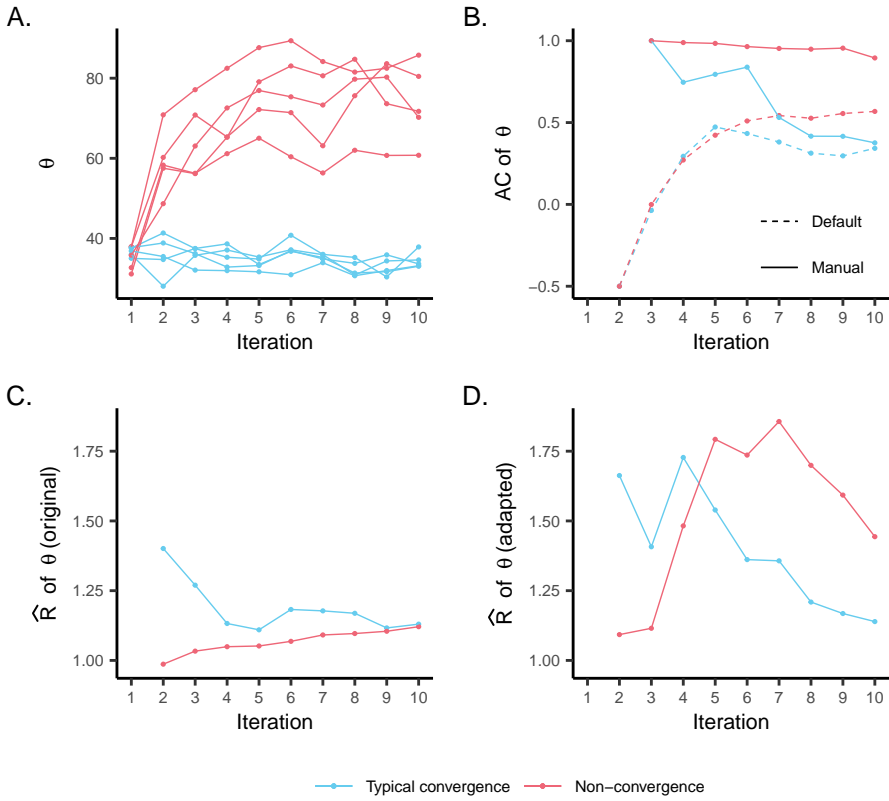 A.
θ
80
60
40
1 2 3 4 5 6 7 8 9 10
Iteration
B.
AC of θ
1.0
0.5
0.0
−0.5
Default
Manual
1 2 3 4 5 6 7 8 9 10
Iteration
C.
R̂ of θ (original)
1.75
1.50
1.25
1.00
1 2 3 4 5 6 7 8 9 10
Iteration
D.
R̂ of θ (adapted)
1.75
1.50
1.25
1.00
1 2 3 4 5 6 7 8 9 10
Iteration
Typical convergence Non−convergence